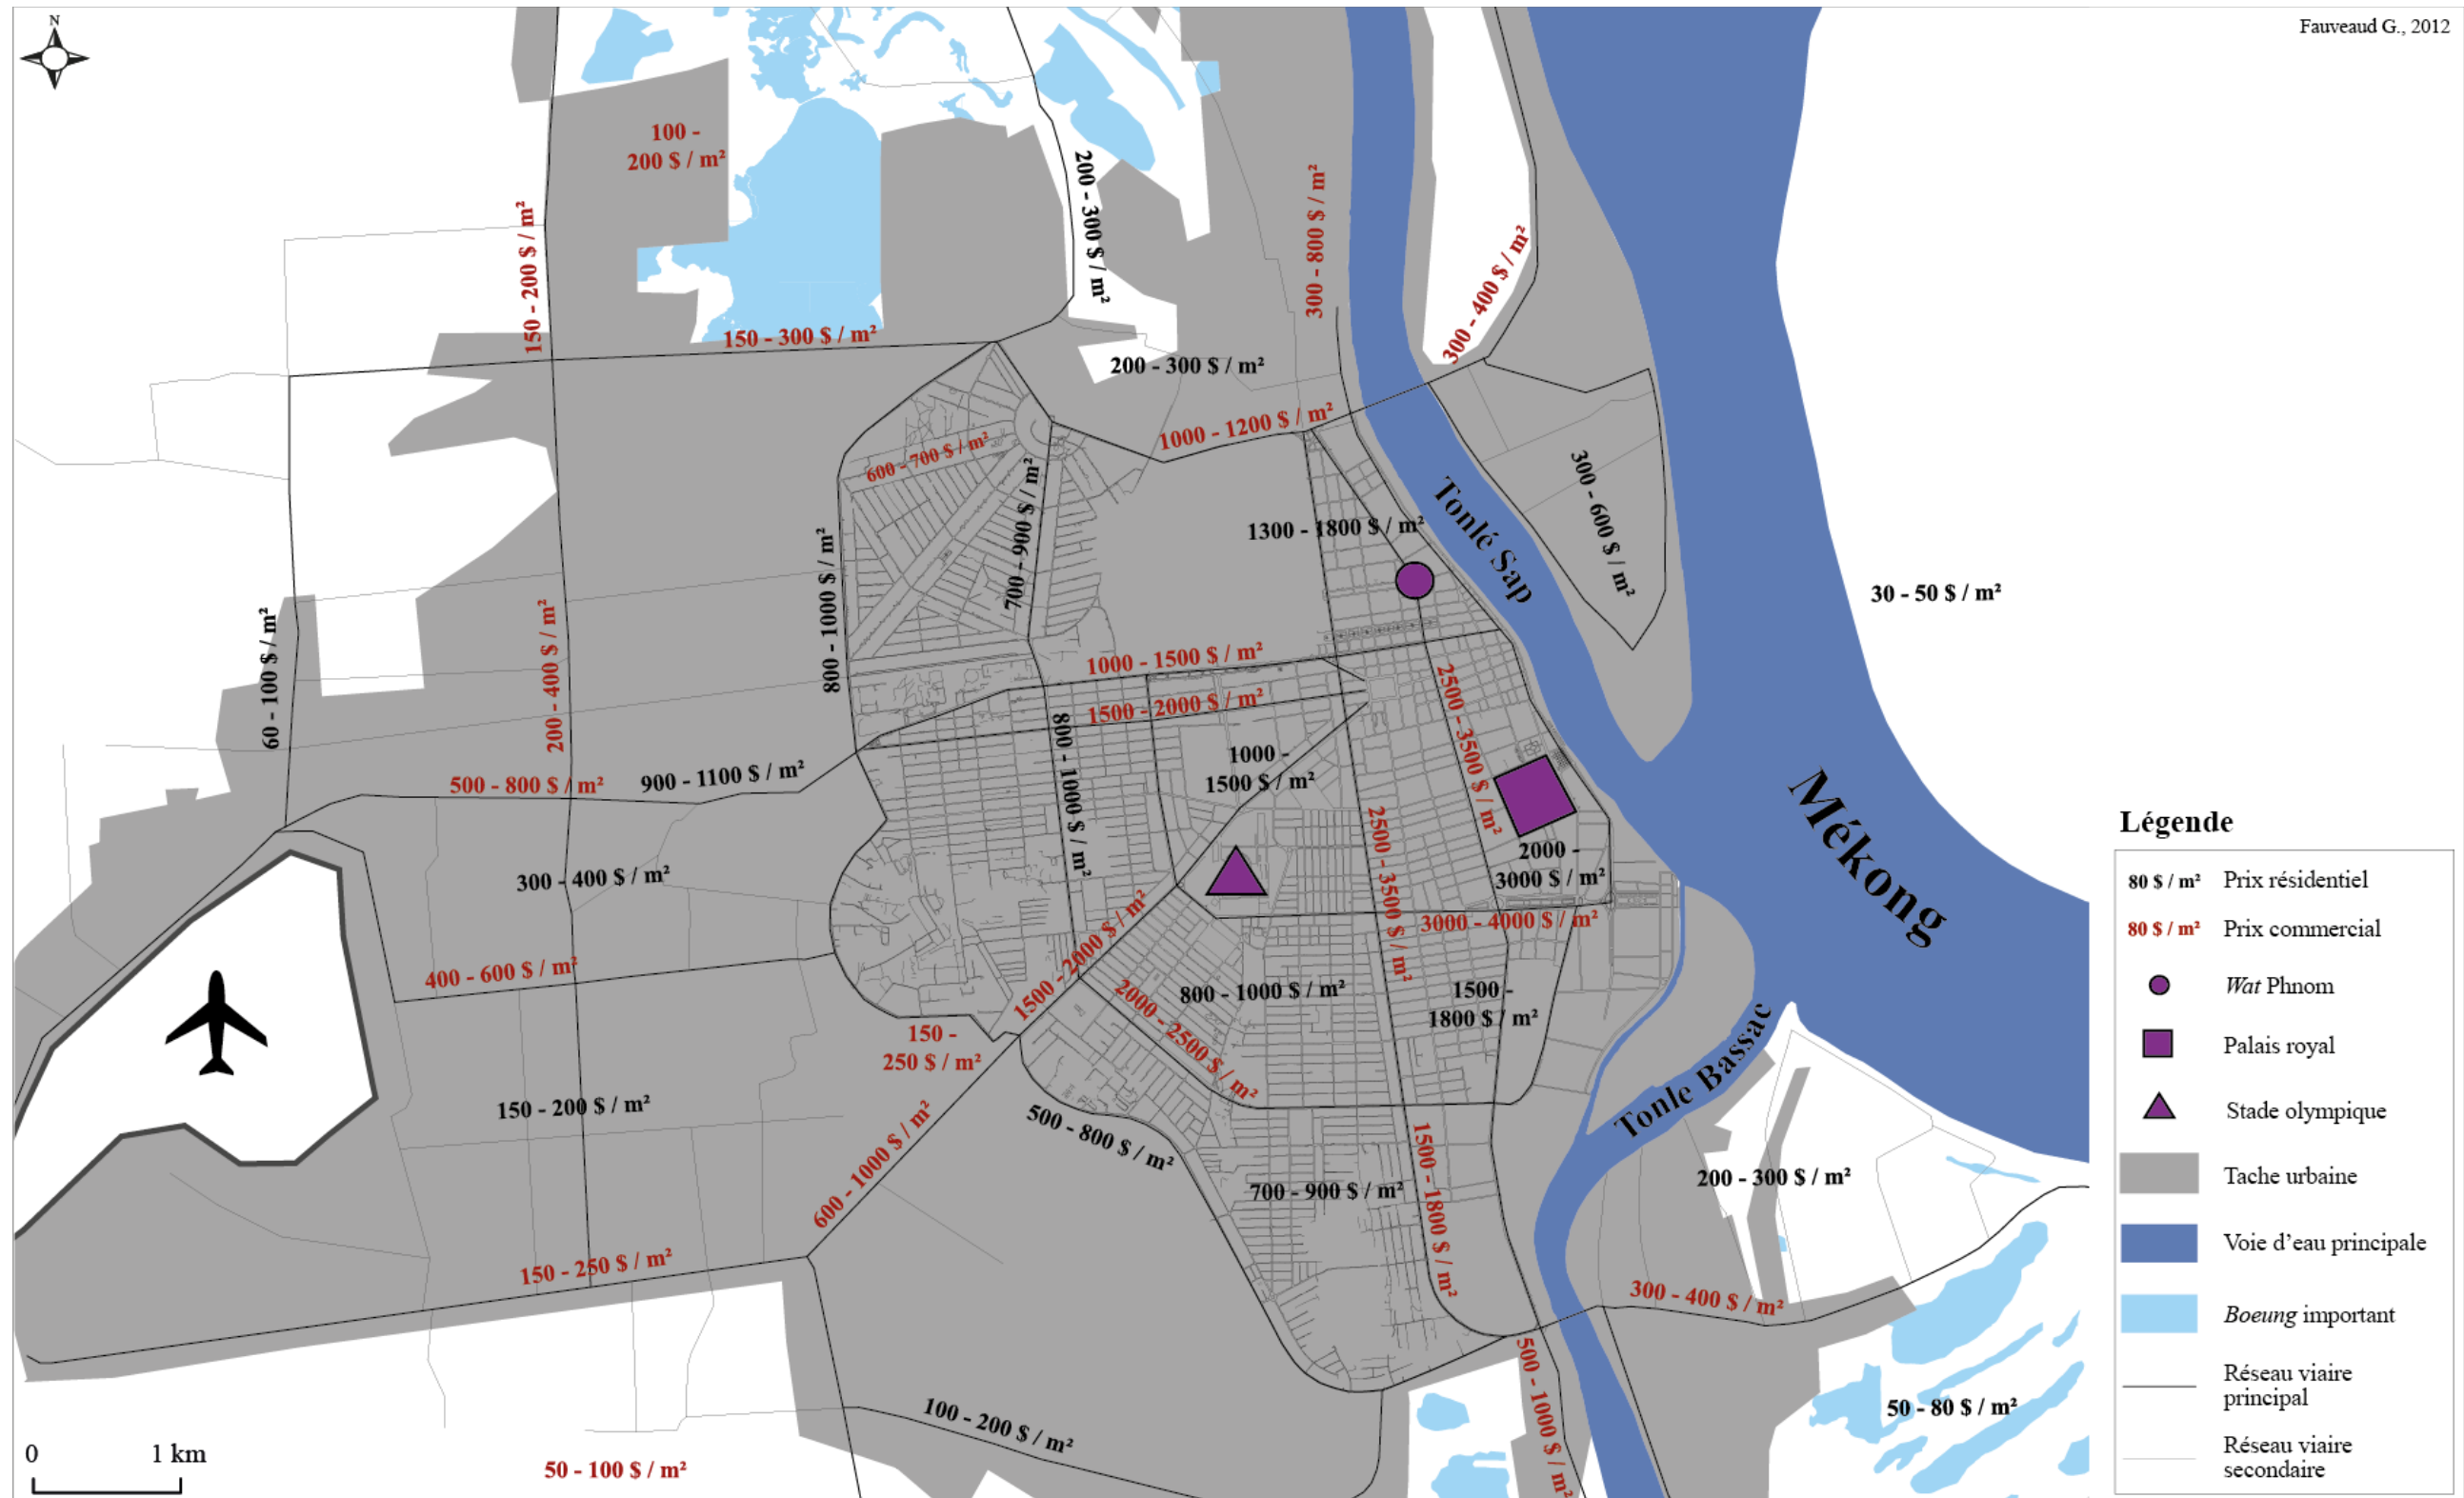 N
Fauveaud G., 2012
100 -
200 $ / m²
200 - 300 $ / m²
300 - 800 $ / m²
150 - 200 $ / m²
300 - 400 $ / m²
150 - 300 $ / m²
200 - 300 $ / m²
1000 - 1200 $ / m²
600 - 700 $ / m²
700 - 900 $ / m²
800 - 1000 $ / m²
1300 - 1800 $ / m²
Tonlé Sap
300 - 600 $ / m²
30 - 50 $ / m²
60 - 100 $ / m²
200 - 400 $ / m²
1000 - 1500 $ / m²
1500 - 2000 $ / m²
2500 - 3500 $ / m²
800 - 1000 $ / m²
1000 -
1500 $ / m²
500 - 800 $ / m²
900 - 1100 $ / m²
Mékong
2500 - 3500 $ / m²
2000 -
3000 $ / m²
300 - 400 $ / m²
3000 - 4000 $ / m²
400 - 600 $ / m²
1500 - 2000 $ / m²
2000 - 2500 $ / m²
800 - 1000 $ / m²
1500 -
1800 $ / m²
150 -
250 $ / m²
Tonle Bassac
150 - 200 $ / m²
600 - 1000 $ / m²
500 - 800 $ / m²
700 - 900 $ / m²
1500 - 1800 $ / m²
200 - 300 $ / m²
150 - 250 $ / m²
300 - 400 $ / m²
500 - 1000 $ / m²
50 - 80 $ / m²
100 - 200 $ / m²
50 - 100 $ / m²
0 1 km
Légende
80 $ / m² Prix résidentiel
80 $ / m² Prix commercial
Wat Phnom
Palais royal
Stade olympique
Tache urbaine
Voie d'eau principale
Boeung important
Réseau viaire
principal
Réseau viaire
secondaire